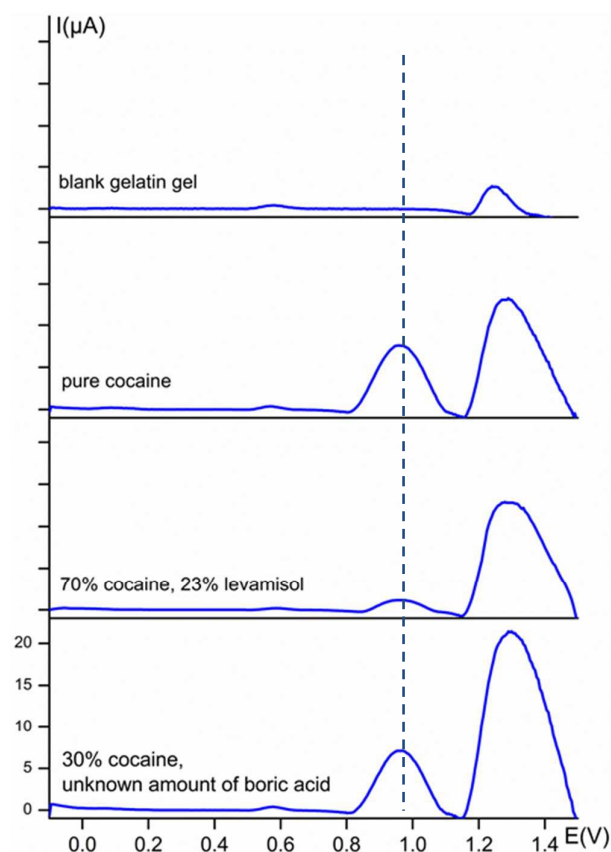 I(µA)
blank gelatin gel
pure cocaine
70% cocaine, 23% levamisol
20
15
10
5
0
30% cocaine,
unknown amount of boric acid
0.0 0.2 0.4 0.6 0.8 1.0 1.2 1.4 E(V)